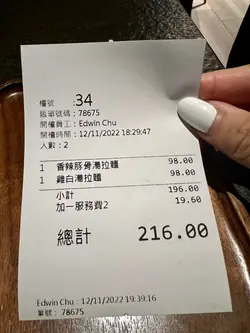 檯號 : 34
賬單號碼 : 78675
開檯員工 : Edwin Chu
開檯時間 : 12/11/2022 18:29:47
人數 : 2
1 香辣豚骨湯拉麵 98.00
1 雞白湯拉麵 98.00
小計 196.00
加一服務費2 19.60
總計 216.00
Edwin Chu : 12/11/2022 19:39:16
單號 : 78675